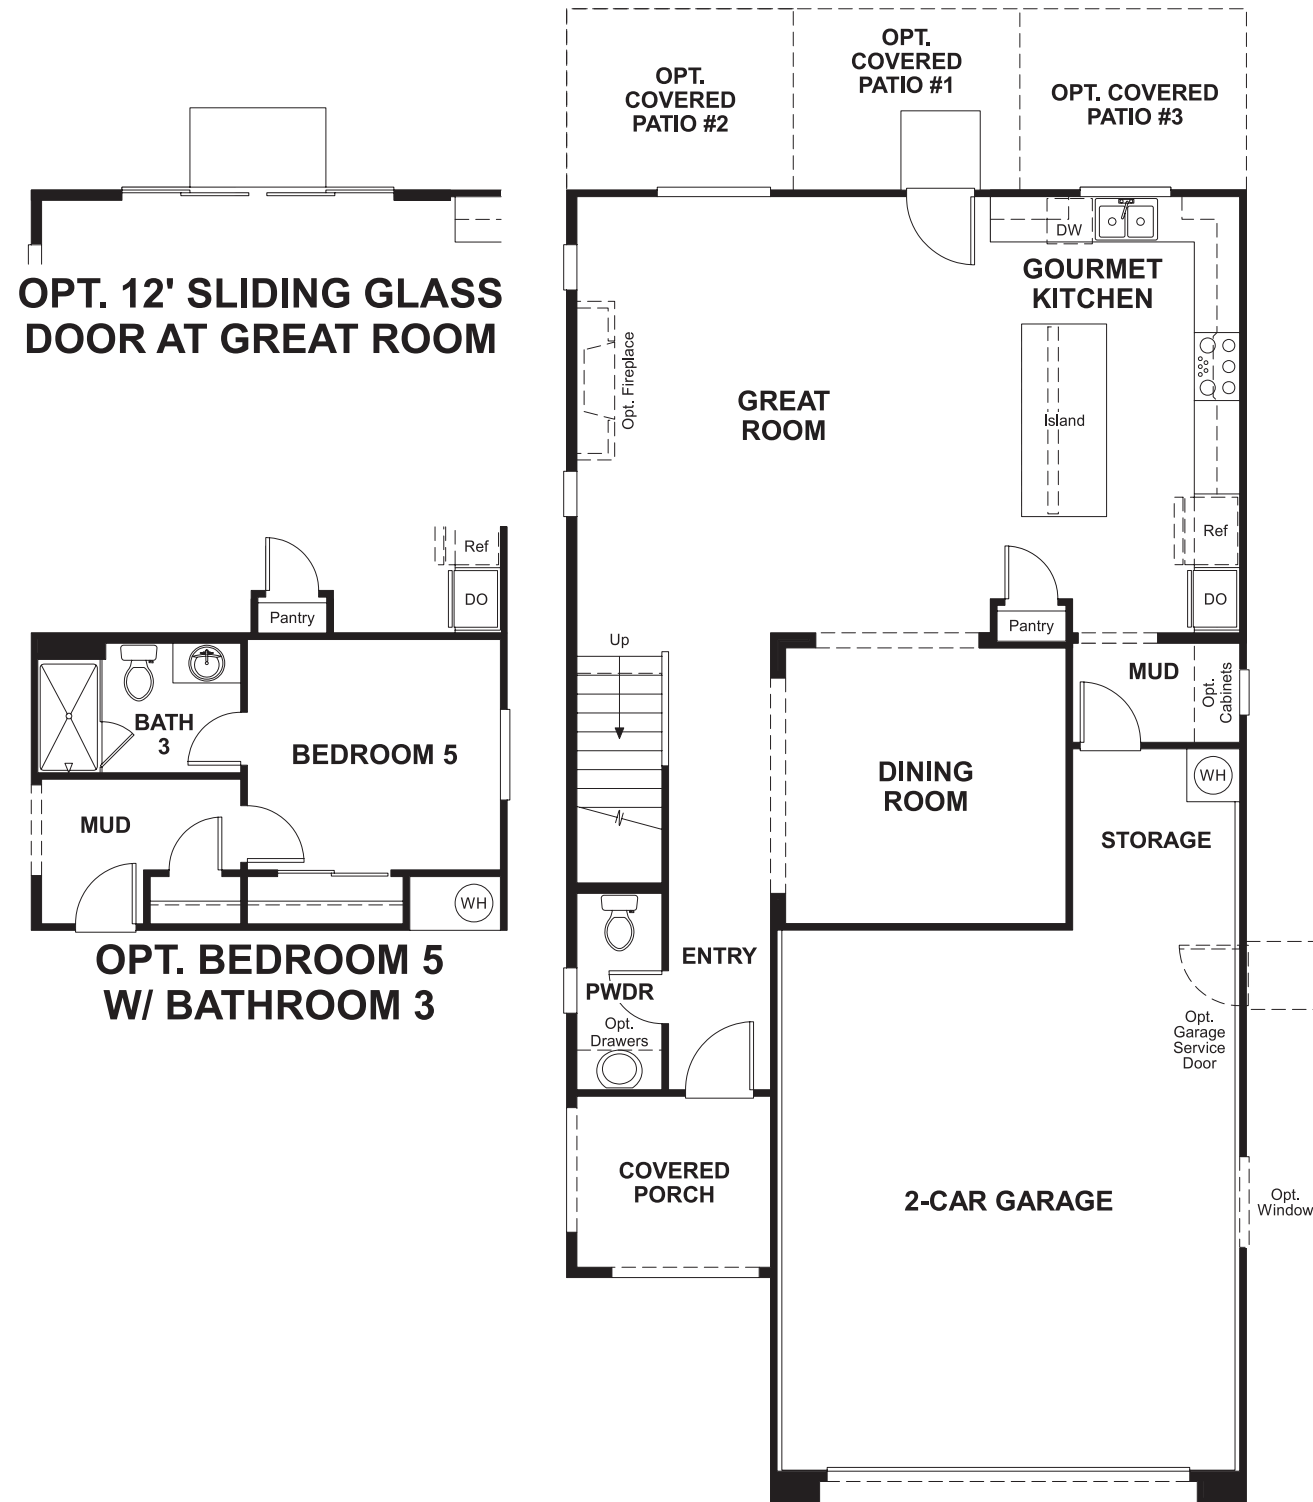 OPT.
COVERED
PATIO #2
OPT.
COVERED
PATIO #1
OPT. COVERED
PATIO #3
OPT. 12' SLIDING GLASS
DOOR AT GREAT ROOM
DW
GOURMET
KITCHEN
Opt. Fireplace
GREAT
ROOM
Island
Ref
DO
Pantry
Up
MUD
Opt.
Cabinets
DINING
ROOM
WH
STORAGE
ENTRY
PWDR
Opt.
Drawers
Opt.
Garage
Service
Door
COVERED
PORCH
2-CAR GARAGE
Opt.
Window
Ref
DO
Pantry
BATH
3
BEDROOM 5
MUD
WH
OPT. BEDROOM 5
W/ BATHROOM 3